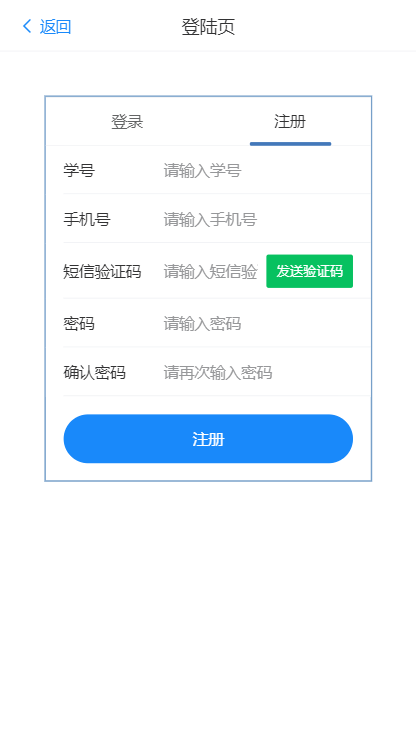 返回 登陆页
登录 注册
学号 请输入学号
手机号 请输入手机号
短信验证码 请输入短信验 发送验证码
密码 请输入密码
确认密码 请再次输入密码
注册